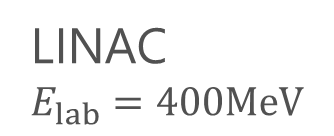 LINAC
E_lab = 400MeV